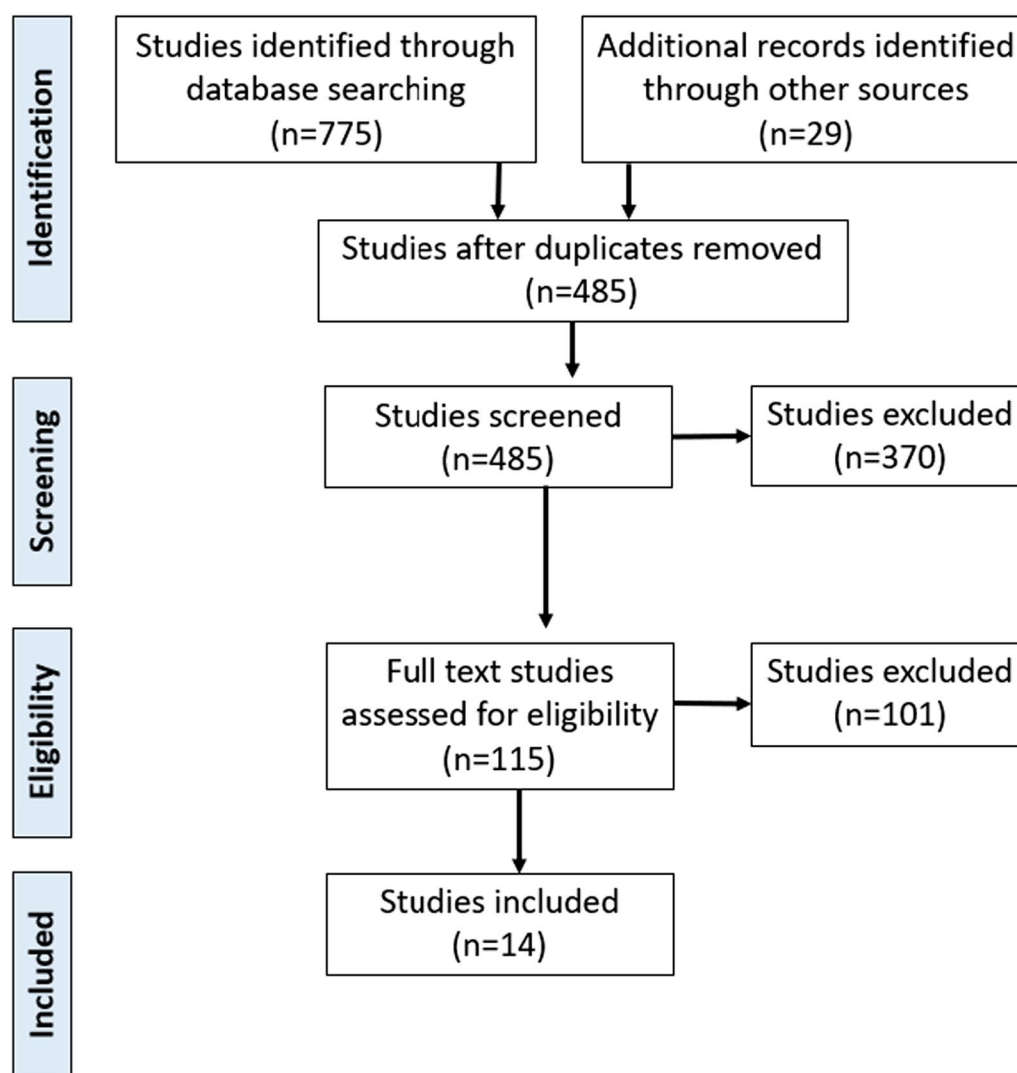 Identification
Studies identified through
database searching
(n=775)
Additional records identified
through other sources
(n=29)
Studies after duplicates removed
(n=485)
Screening
Studies screened
(n=485)
Studies excluded
(n=370)
Eligibility
Full text studies
assessed for eligibility
(n=115)
Studies excluded
(n=101)
Included
Studies included
(n=14)